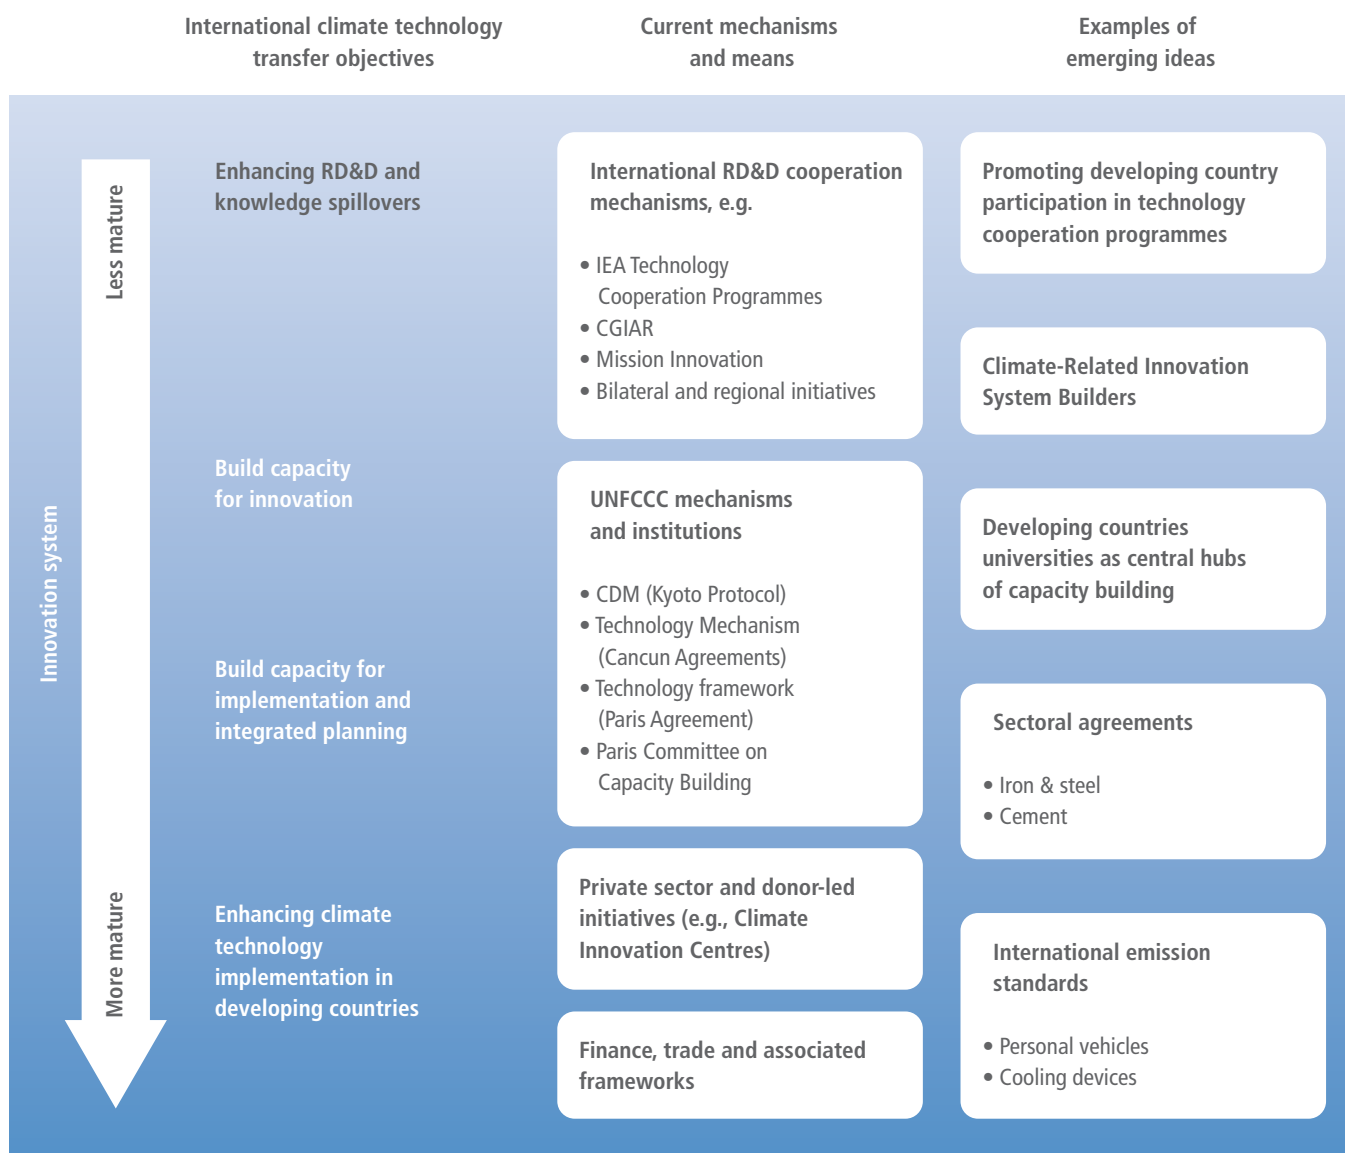 International climate technology
transfer objectives
Current mechanisms
and means
Examples of
emerging ideas
Innovation system
Less mature
More mature
Enhancing RD&D and
knowledge spillovers
Build capacity
for innovation
Build capacity for
implementation and
integrated planning
Enhancing climate
technology
implementation in
developing countries
International RD&D cooperation
mechanisms, e.g.
• IEA Technology
Cooperation Programmes
• CGIAR
• Mission Innovation
• Bilateral and regional initiatives
UNFCCC mechanisms
and institutions
• CDM (Kyoto Protocol)
• Technology Mechanism
(Cancun Agreements)
• Technology framework
(Paris Agreement)
• Paris Committee on
Capacity Building
Private sector and donor-led
initiatives (e.g., Climate
Innovation Centres)
Finance, trade and associated
frameworks
Promoting developing country
participation in technology
cooperation programmes
Climate-Related Innovation
System Builders
Developing countries
universities as central hubs
of capacity building
Sectoral agreements
• Iron & steel
• Cement
International emission
standards
• Personal vehicles
• Cooling devices